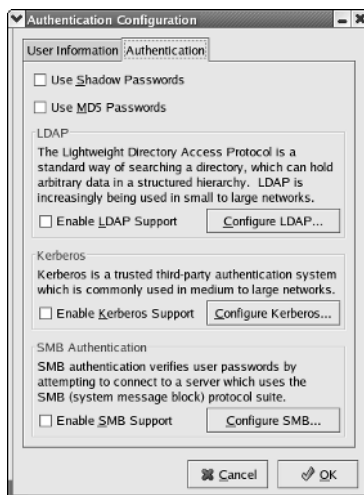 Authentication Configuration
User Information Authentication
Use Shadow Passwords
Use MD5 Passwords
LDAP
The Lightweight Directory Access Protocol is a
standard way of searching a directory, which can hold
arbitrary data in a structured hierarchy. LDAP is
increasingly being used in small to large networks.
Enable LDAP Support Configure LDAP...
Kerberos
Kerberos is a trusted third-party authentication system
which is commonly used in medium to large networks.
Enable Kerberos Support Configure Kerberos...
SMB Authentication
SMB authentication verifies user passwords by
attempting to connect to a server which uses the
SMB (system message block) protocol suite.
Enable SMB Support Configure SMB...
Cancel OK